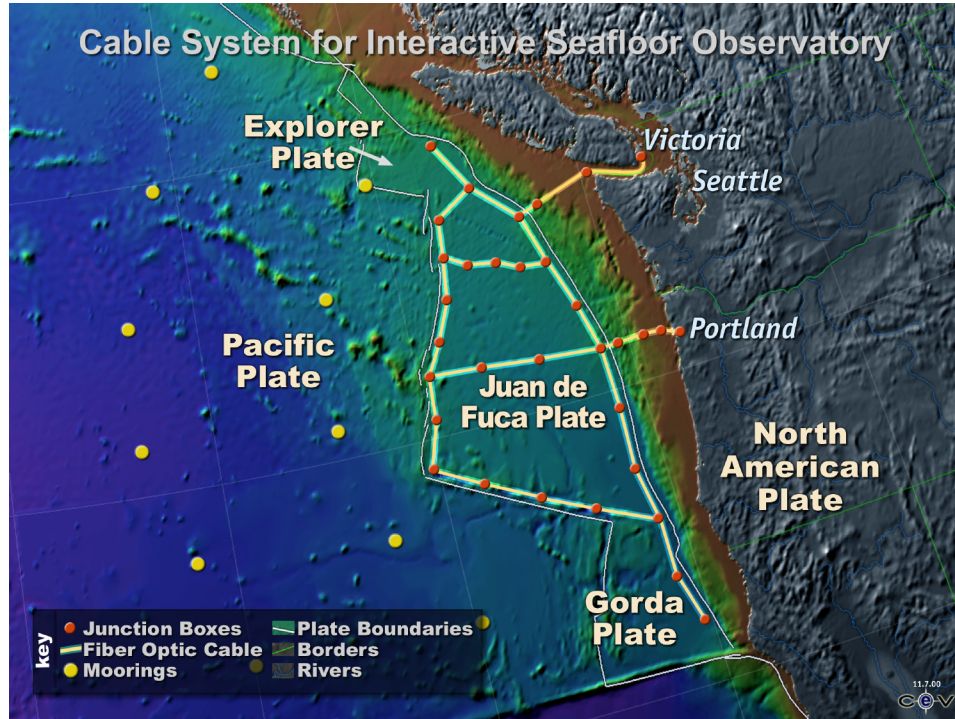 Cable System for Interactive Seafloor Observatory
Explorer
Plate
Victoria
Seattle
Portland
Pacific
Plate
Juan de
Fuca Plate
North
American
Plate
Gorda
Plate
key
Junction Boxes
Fiber Optic Cable
Moorings
Plate Boundaries
Borders
Rivers
11.7.00
cev